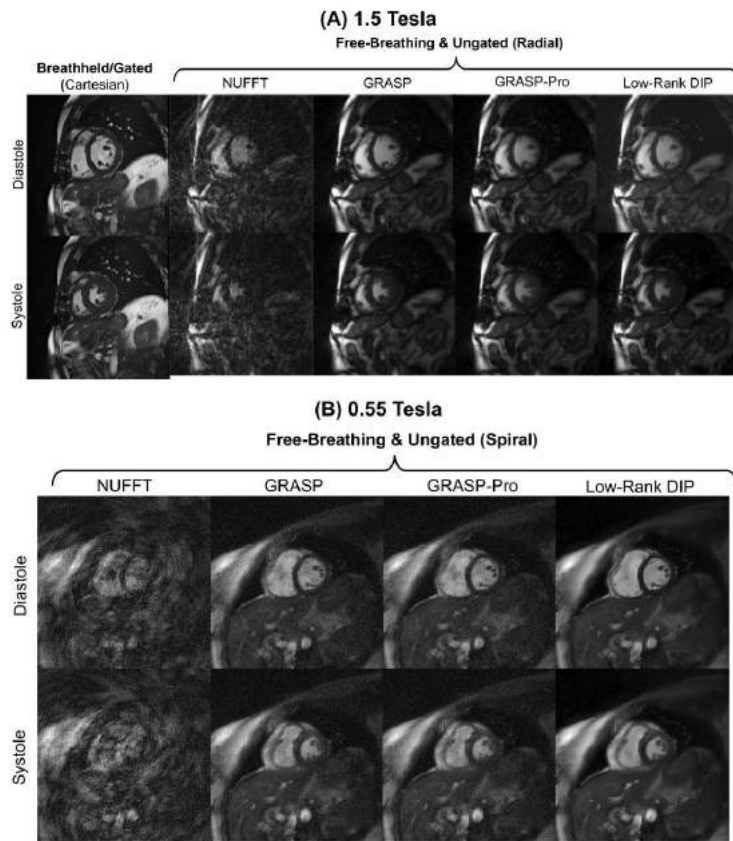 (A) 1.5 Tesla
Free-Breathing & Ungated (Radial)
Breathheld/Gated
(Cartesian)
NUFFT
GRASP
GRASP-Pro
Low-Rank DIP
Diastole
Systole
(B) 0.55 Tesla
Free-Breathing & Ungated (Spiral)
NUFFT
GRASP
GRASP-Pro
Low-Rank DIP
Diastole
Systole